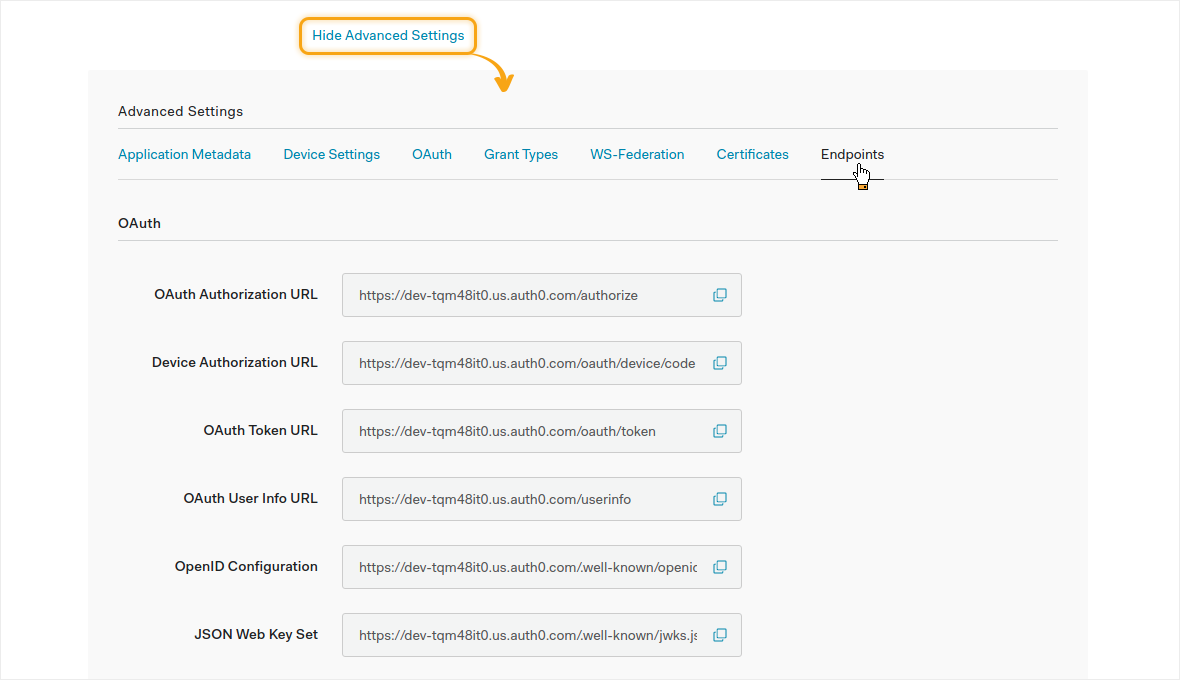 Hide Advanced Settings
Advanced Settings
Application Metadata Device Settings OAuth Grant Types WS-Federation Certificates Endpoints
OAuth
OAuth Authorization URL https://dev-tqm48it0.us.auth0.com/authorize
Device Authorization URL https://dev-tqm48it0.us.auth0.com/oauth/device/code
OAuth Token URL https://dev-tqm48it0.us.auth0.com/oauth/token
OAuth User Info URL https://dev-tqm48it0.us.auth0.com/userinfo
OpenID Configuration https://dev-tqm48it0.us.auth0.com/.well-known/openic
JSON Web Key Set https://dev-tqm48it0.us.auth0.com/.well-known/jwks.js